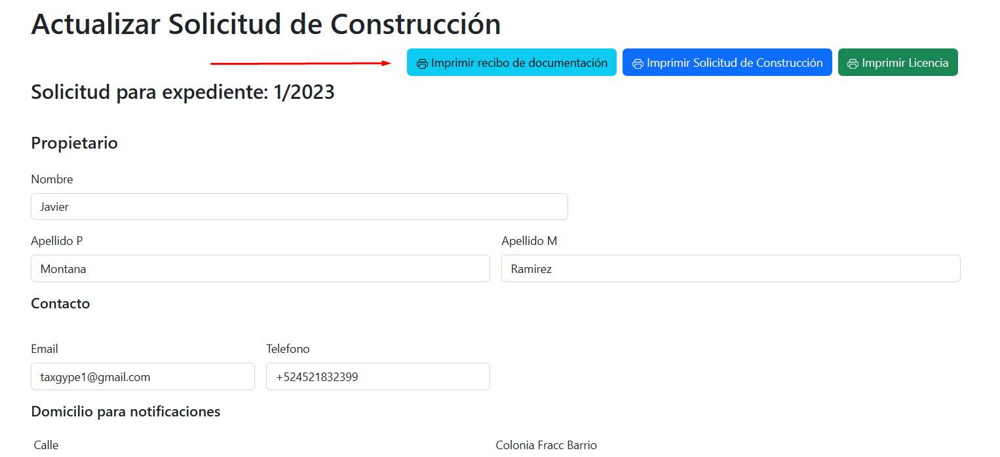 Actualizar Solicitud de Construcción
Imprimir recibo de documentación Imprimir Solicitud de Construcción Imprimir Licencia
Solicitud para expediente: 1/2023
Propietario
Nombre
Javier
Apellido P Apellido M
Montana Ramirez
Contacto
Email Telefono
taxgype1@gmail.com +524521832399
Domicilio para notificaciones
Calle Colonia Fracc Barrio